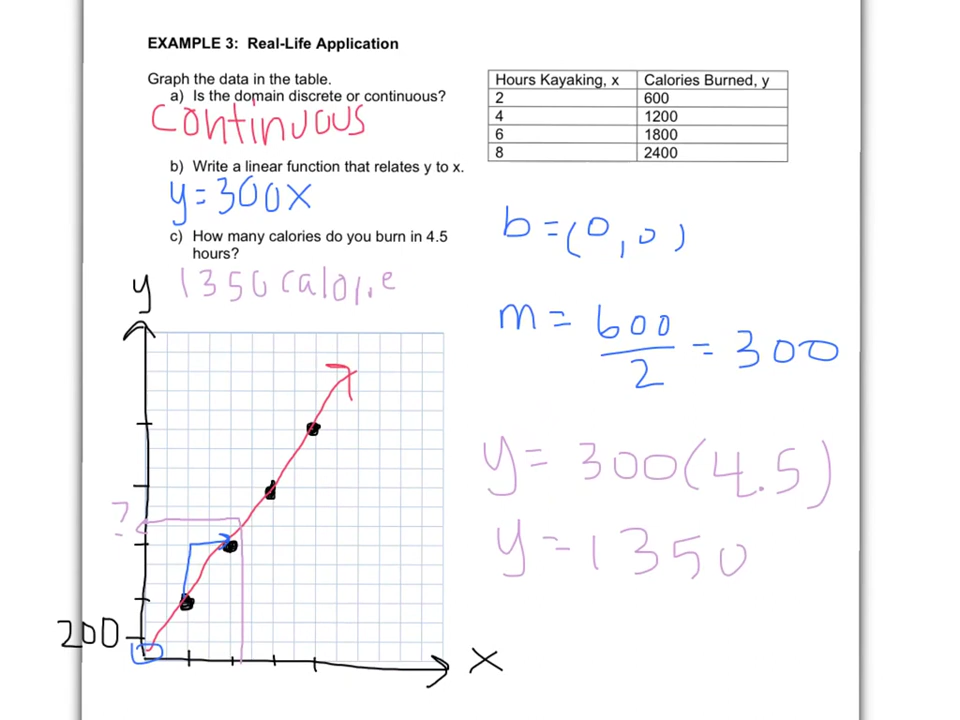 EXAMPLE 3: Real-Life Application
Graph the data in the table.
a) Is the domain discrete or continuous?
continuous
b) Write a linear function that relates y to x.
y=300x
c) How many calories do you burn in 4.5
hours?
1350 calorie
Hours Kayaking, x Calories Burned, y
2 600
4 1200
6 1800
8 2400
b=(0,0)
m= 600/2 = 300
y=300(4.5)
y=1350
y
?
200
x